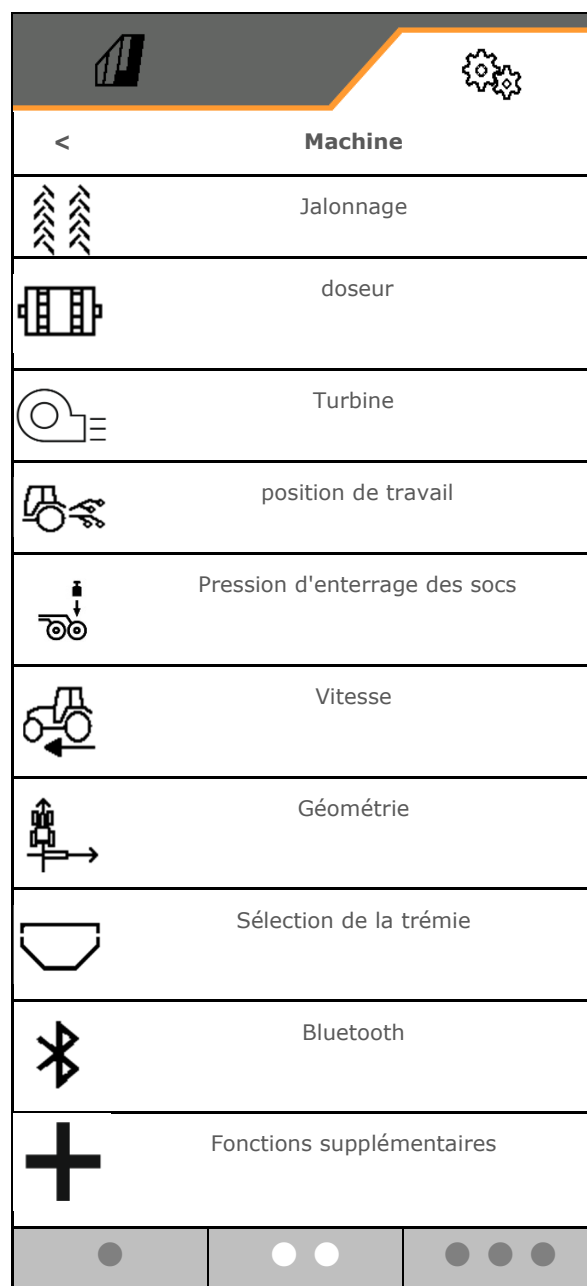 < Machine
Jalonnage
doseur
Turbine
position de travail
Pression d'enterrage des socs
Vitesse
Géométrie
Sélection de la trémie
Bluetooth
Fonctions supplémentaires